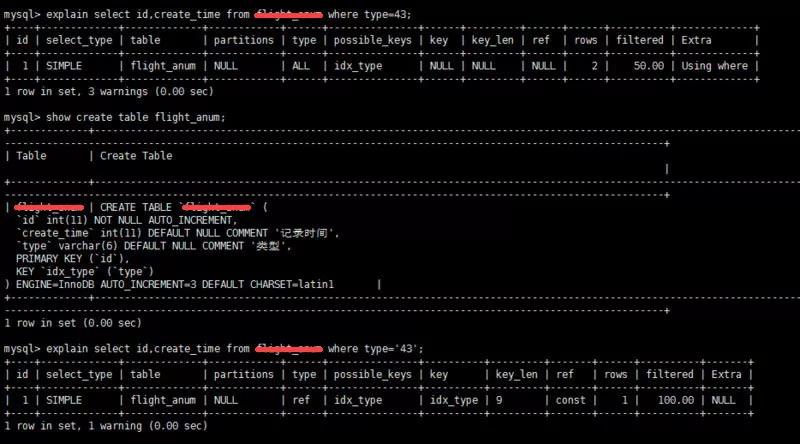 mysql> explain select id,create_time from where type=43;
| id | select_type | table | partitions | type | possible_keys | key | key_len | ref | rows | filtered | Extra |
| 1 | SIMPLE | flight_anum | NULL | ALL | idx_type | NULL | NULL | NULL | 2 | 50.00 | Using where |
1 row in set, 3 warnings (0.00 sec)
mysql> show create table flight_anum;
| Table | Create Table
|
| | CREATE TABLE ` ` (
`id` int(11) NOT NULL AUTO_INCREMENT,
`create_time` int(11) DEFAULT NULL COMMENT '记录时间',
`type` varchar(6) DEFAULT NULL COMMENT '类型',
PRIMARY KEY (`id`),
KEY `idx_type` (`type`)
) ENGINE=InnoDB AUTO_INCREMENT=3 DEFAULT CHARSET=latin1 |
1 row in set (0.00 sec)
mysql> explain select id,create_time from where type='43';
| id | select_type | table | partitions | type | possible_keys | key | key_len | ref | rows | filtered | Extra |
| 1 | SIMPLE | flight_anum | NULL | ref | idx_type | idx_type | 9 | const | 1 | 100.00 | NULL |
1 row in set, 1 warning (0.00 sec)